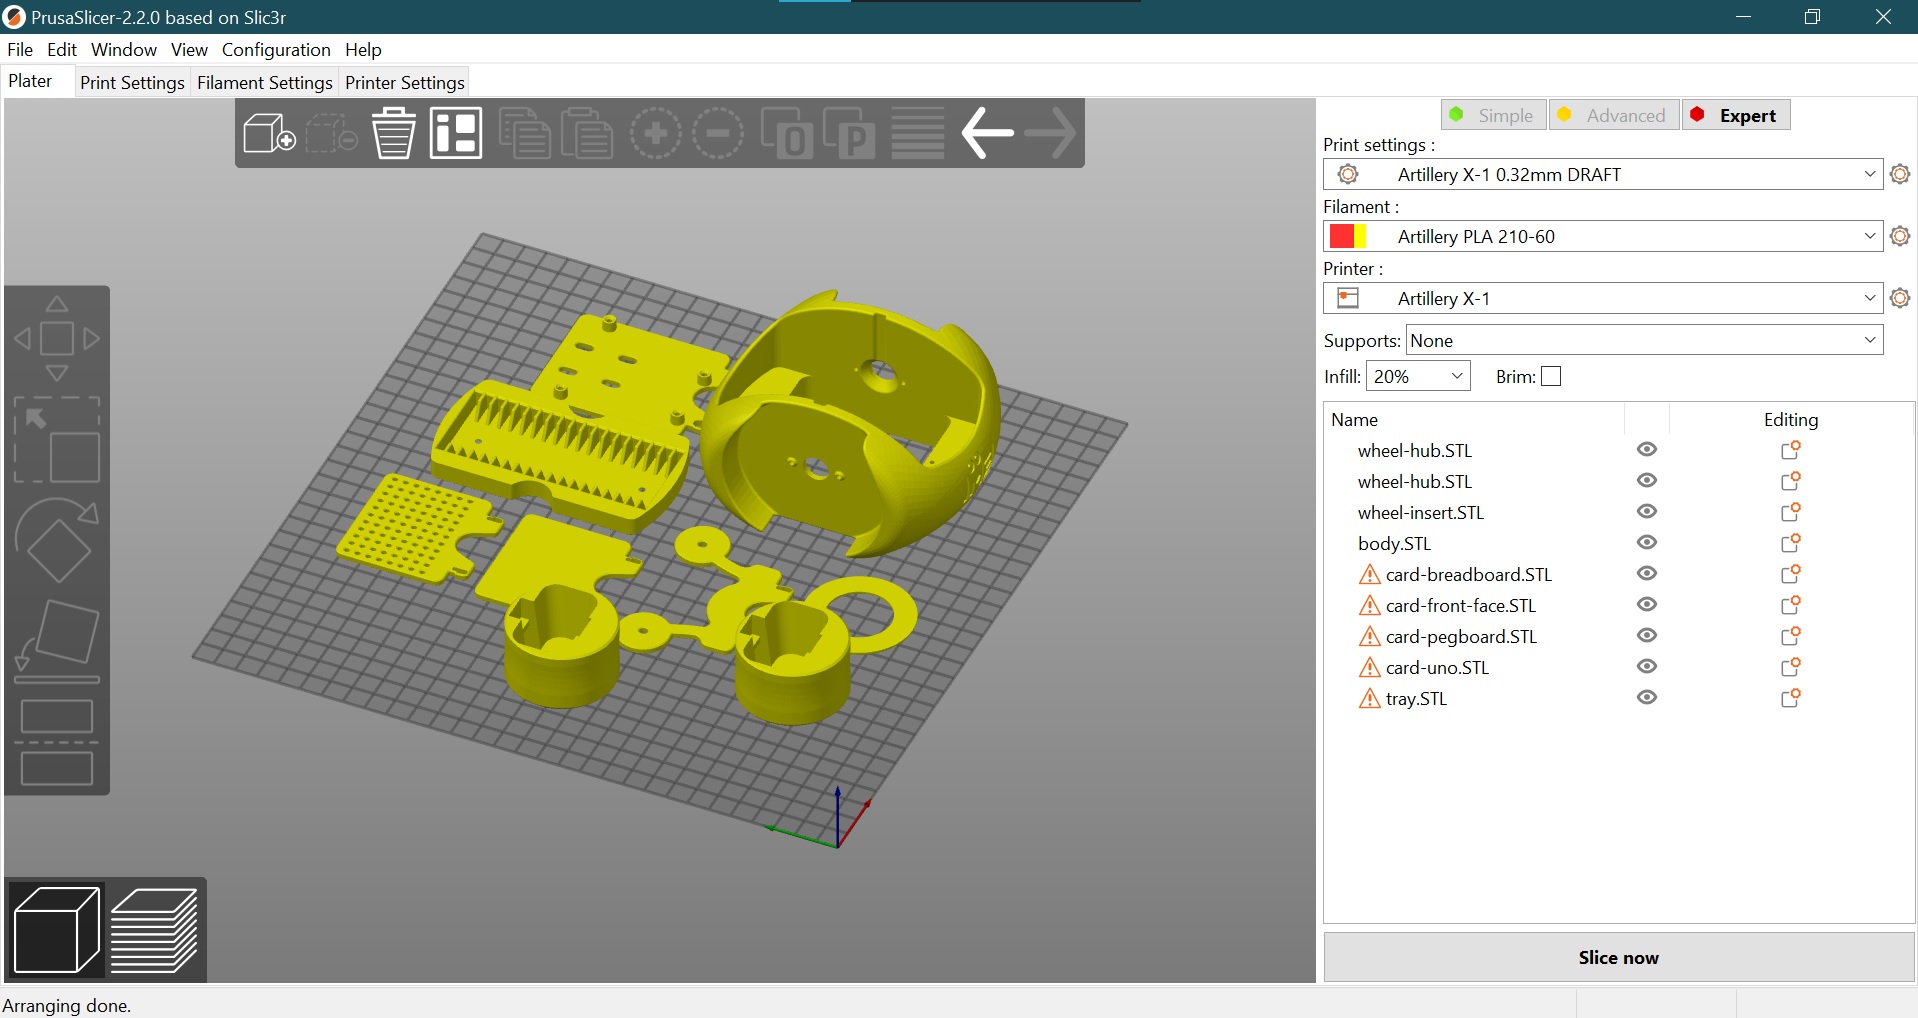 PrusaSlicer-2.2.0 based on Slic3r
File Edit Window View Configuration Help
Plater Print Settings Filament Settings Printer Settings
Simple Advanced Expert
Print settings :
Artillery X-1 0.32mm DRAFT
Filament :
Artillery PLA 210-60
Printer :
Artillery X-1
Supports: None
Infill: 20% Brim:
Name Editing
wheel-hub.STL
wheel-hub.STL
wheel-insert.STL
body.STL
card-breadboard.STL
card-front-face.STL
card-pegboard.STL
card-uno.STL
tray.STL
Slice now
Arranging done.